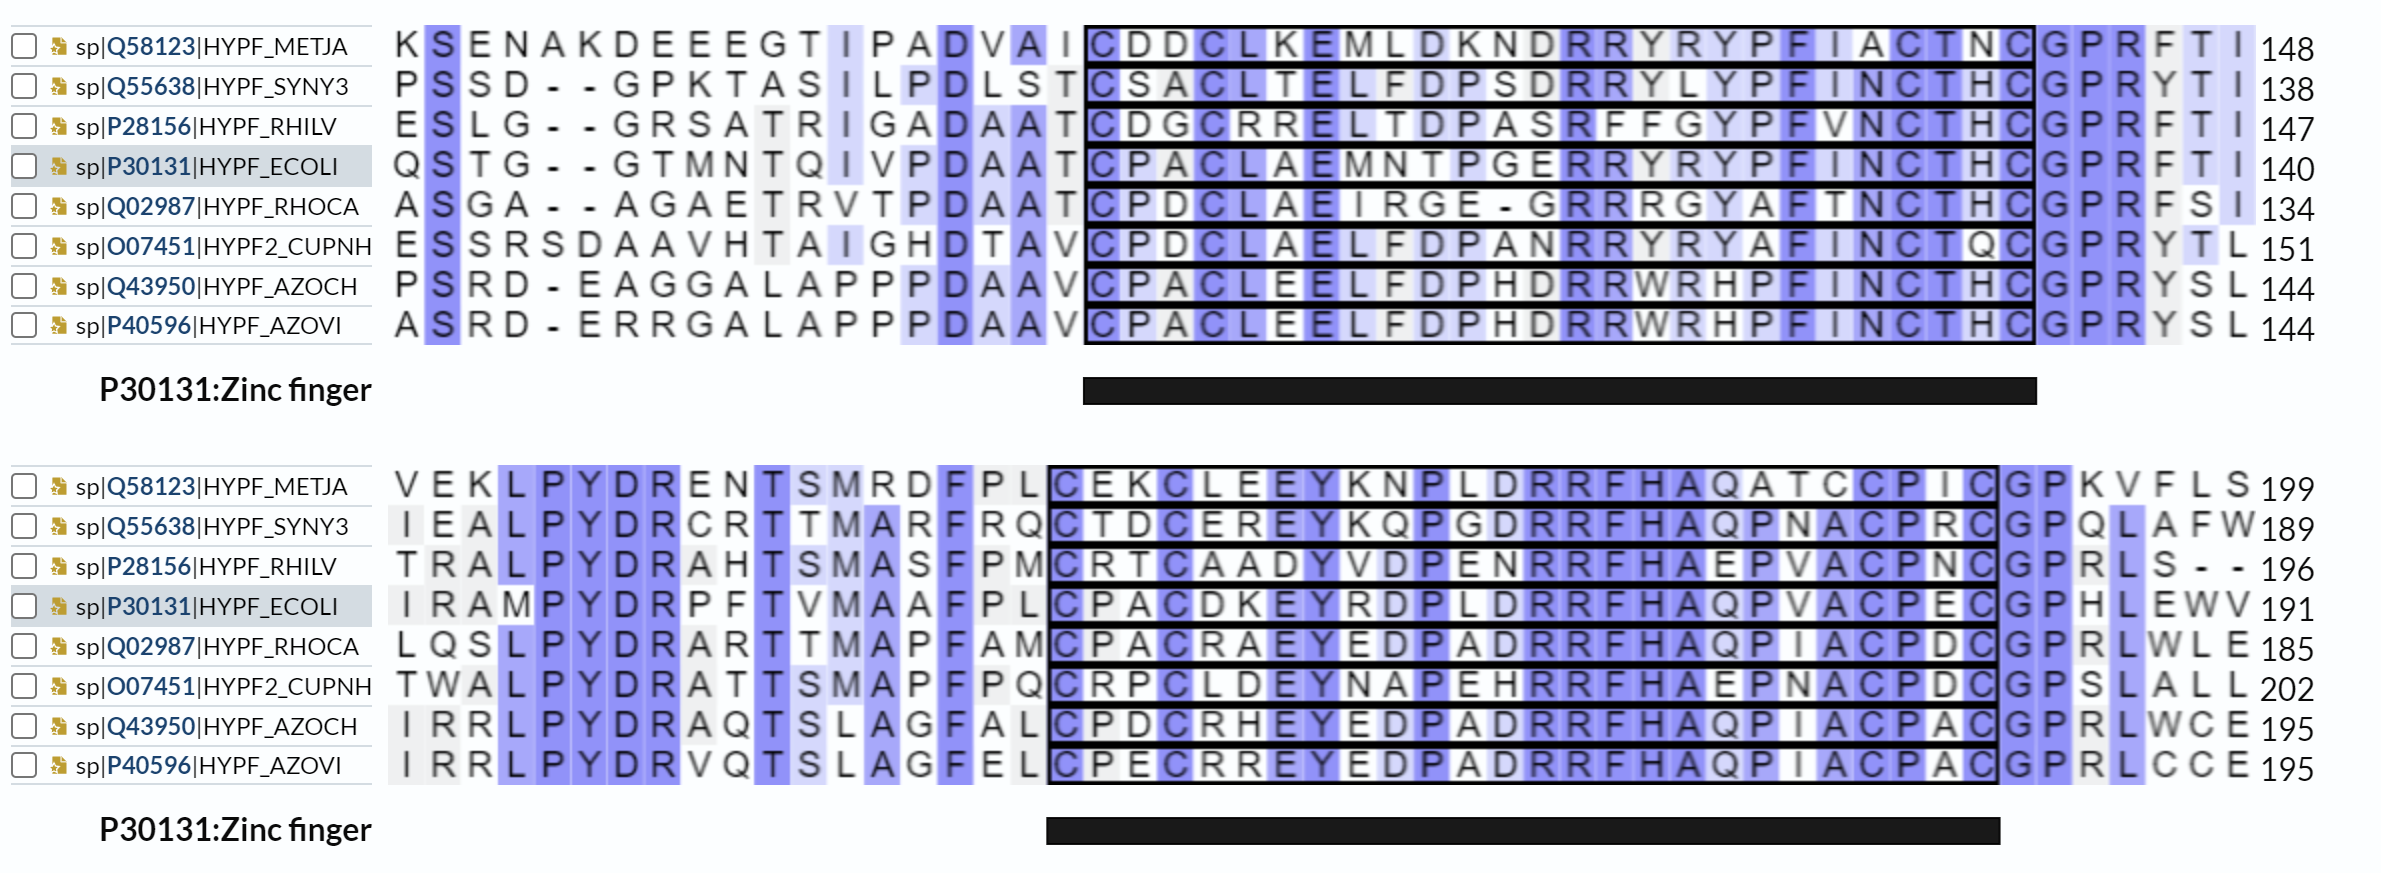 sp|Q58123|HYPF_METJA KSENAKDEEEGTIPADVAICDDCLKEMLDKNDRRYRYPFIACTNCGPRFTI 148
sp|Q55638|HYPF_SYNY3 PSSD--GPKTASILPDLSTCSACLTELFDPSDRRYLYPFINCTHCGPRYTI 138
sp|P28156|HYPF_RHILV ESLG--GRSATRIGADAATCDGCRRELTDPASRFFGYPFVNCTHCGPRFTI 147
sp|P30131|HYPF_ECOLI QSTG--GTMNTQIVPDAATCPACLAEMNTPGERRYRYPFINCTHCGPRFTI 140
sp|Q02987|HYPF_RHOCA ASGA--AGAETRVTPDAATCPDCLAEIRGE-GRRRGYAFTNCTHCGPRFSI 134
sp|O07451|HYPF2_CUPNH ESSRSDAAVHTAIGHDTAVCPDCLAELFDPANRRYRYAFINCTQCGPRYTL 151
sp|Q43950|HYPF_AZOCH PSRD-EAGGALAPPPDAAVCPACLEELFDPHDRRWRHPFINCTHCGPRYSL 144
sp|P40596|HYPF_AZOVI ASRD-ERRGALAPPPDAAVCPACLEELFDPHDRRWRHPFINCTHCGPRYSL 144
P30131:Zinc finger
sp|Q58123|HYPF_METJA VEKLPYDRENTSMRDFPLCEKCLEEYKNPLDRRFHAQATCCPICGPKVFLS 199
sp|Q55638|HYPF_SYNY3 IEALPYDRCRTTMARFRQCTDCEREYKQPGDRRFHAQPNACPRCGPQLAFW 189
sp|P28156|HYPF_RHILV TRALPYDRAHTSMASFPMCRTCAADYVDPENRRFHAEPVACPNCGPRLS-- 196
sp|P30131|HYPF_ECOLI IRAMPYDRPFTVMAAFPLCPACDKEYRDPLDRRFHAQPVACPECGPHLEWV 191
sp|Q02987|HYPF_RHOCA LQSLPYDRARTTMAPFAMCPACRAEYEDPADRRFHAQPIACPDCGPRLWLE 185
sp|O07451|HYPF2_CUPNH TWALPYDRATTSMAPFPQCRPCLDEYNAPEHRRFHAEPNACPDCGPSLALL 202
sp|Q43950|HYPF_AZOCH IRRLPYDRAQTSLAGFALCPDCRHEYEDPADRRFHAQPIACPACGPRLWCE 195
sp|P40596|HYPF_AZOVI IRRLPYDRVQTSLAGFELCPECRREYEDPADRRFHAQPIACPACGPRLCCE 195
P30131:Zinc finger